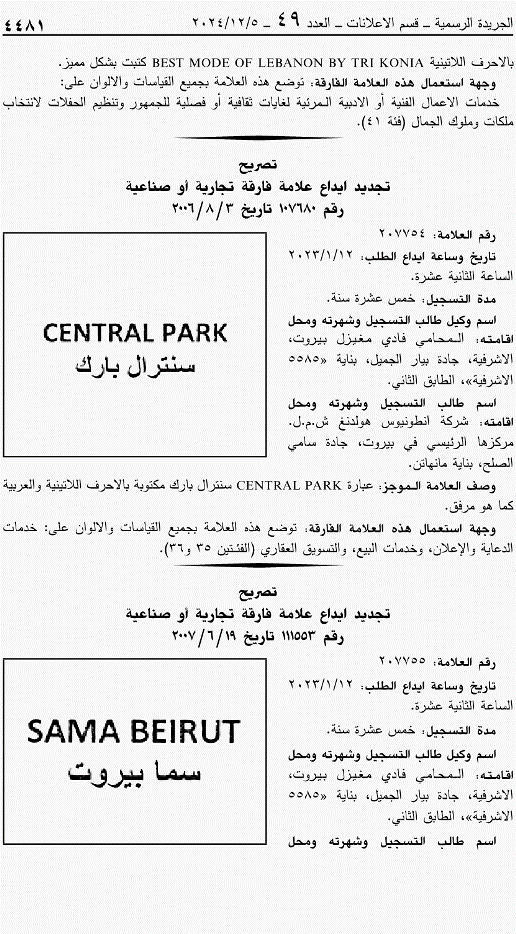 الجريدة الرسمية ــ قسم الاعلانات ــ العدد ٤٩ ــ ٢٠٢٤/١٢/٥ ٤٤٨١
بالاحرف اللاتينية BEST MODE OF LEBANON BY TRI KONIA كتبت بشكل مميز.
وجهة استعمال هذه العلامة الفارقة: توضع هذه العلامة بجميع القياسات والالوان على:
خدمات الاعمال الفنية أو الادبية المرئية لغايات ثقافية أو فصلية للجمهور وتنظيم الحفلات لانتخاب
ملكات وملوك الجمال (فئة ٤١).
تصريح
تجديد ايداع علامة فارقة تجارية أو صناعية
رقم ١٠٧٦٨٠ تاريخ ٢٠٠٦/٨/٣
رقم العلامة: ٢٠٧٧٥٤
تاريخ وساعة ايداع الطلب: ٢٠٢٣/١/١٢
الساعة الثانية عشرة.
مدة التسجيل: خمس عشرة سنة.
اسم وكيل طالب التسجيل وشهرته ومحل
اقامته: المحامي فادي مغيزل بيروت،
الاشرفية، جادة بيار الجميل، بناية «٥٥٨٥
الاشرفية»، الطابق الثاني.
اسم طالب التسجيل وشهرته ومحل
اقامته: شركة انطونيوس هولدنغ ش.م.ل.
مركزها الرئيسي في بيروت، جادة سامي
الصلح، بناية مانهاتن.
CENTRAL PARK
سنترال بارك
وصف العلامة الموجز: عبارة CENTRAL PARK سنترال بارك مكتوبة بالاحرف اللاتينية والعربية
كما هو مرفق.
وجهة استعمال هذه العلامة الفارقة: توضع هذه العلامة بجميع القياسات والالوان على: خدمات
الدعاية والإعلان، وخدمات البيع، والتسويق العقاري (الفئتين ٣٥ و٣٦).
تصريح
تجديد ايداع علامة فارقة تجارية أو صناعية
رقم ١١١٥٥٣ تاريخ ٢٠٠٧/٦/١٩
رقم العلامة: ٢٠٧٧٥٥
تاريخ وساعة ايداع الطلب: ٢٠٢٣/١/١٢
الساعة الثانية عشرة.
مدة التسجيل: خمس عشرة سنة.
اسم وكيل طالب التسجيل وشهرته ومحل
اقامته: المحامي فادي مغيزل بيروت،
الاشرفية، جادة بيار الجميل، بناية «٥٥٨٥
الاشرفية»، الطابق الثاني.
اسم طالب التسجيل وشهرته ومحل
SAMA BEIRUT
سما بيروت